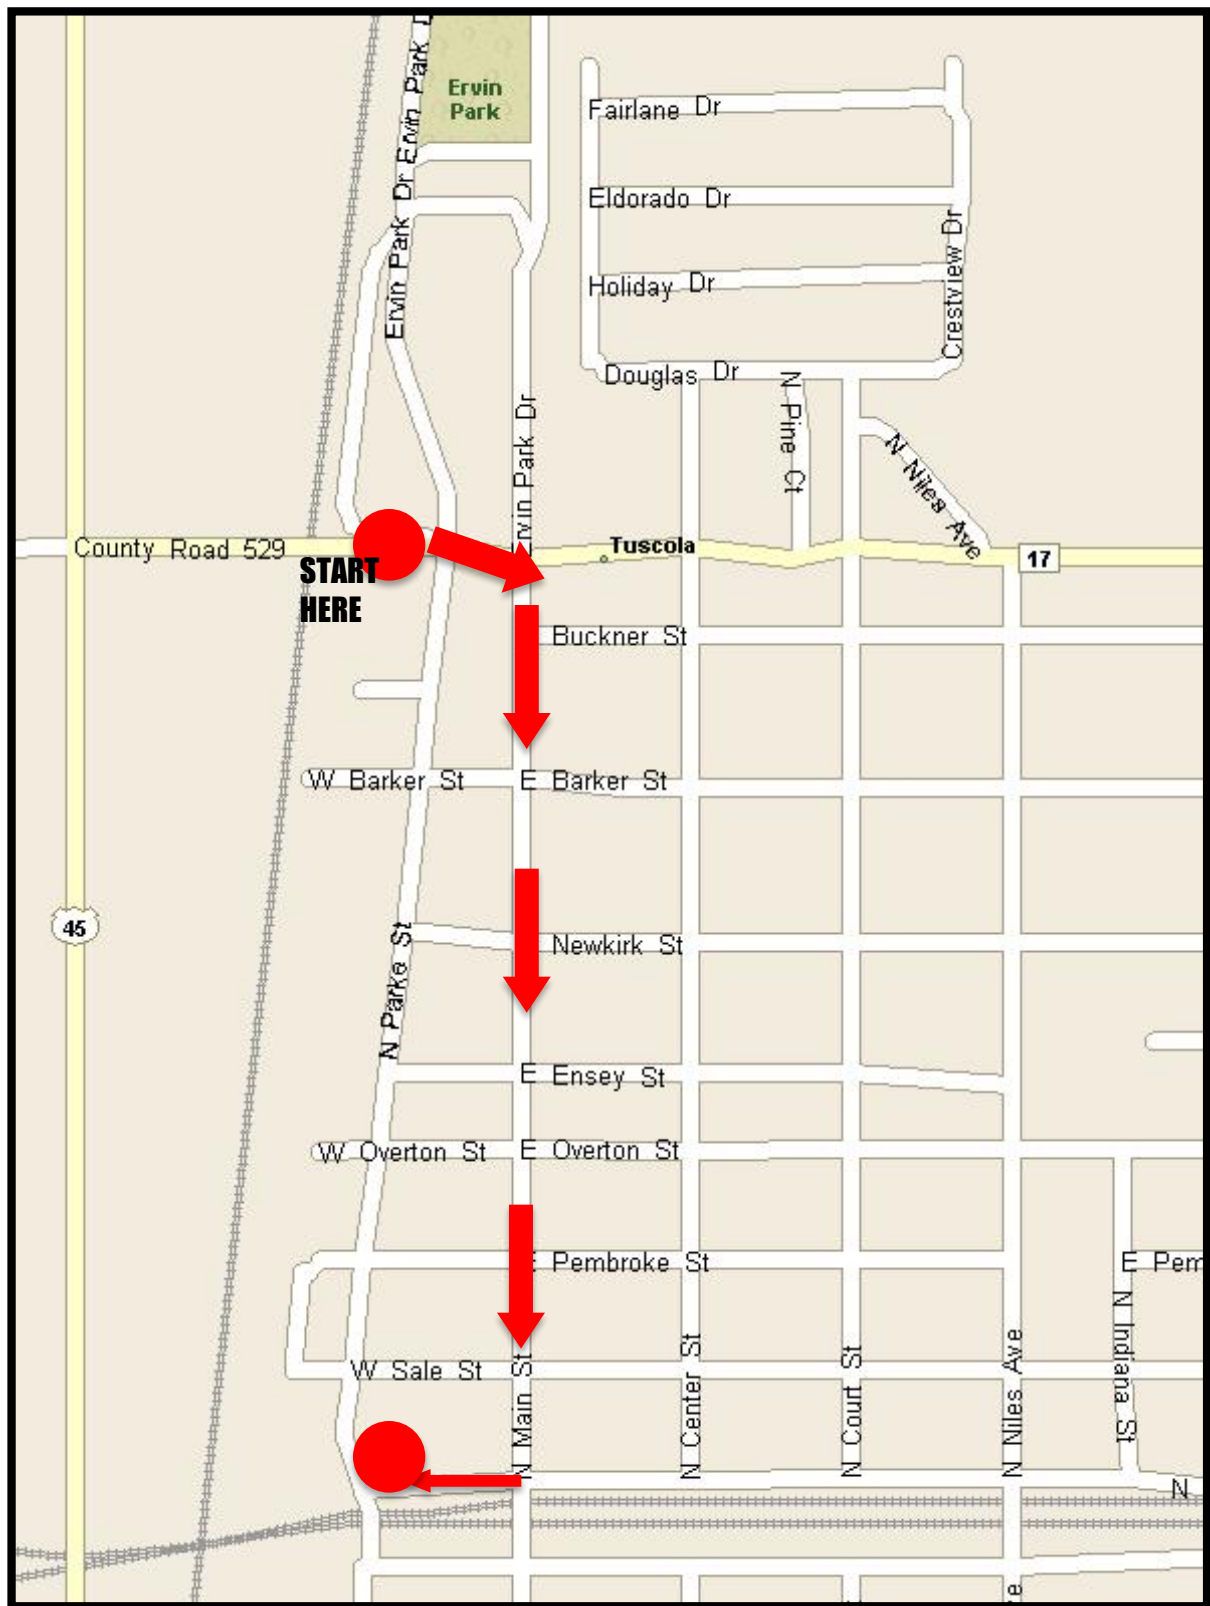 Ervin Park D
Ervin Park Dr
Ervin Park Dr
Ervin
Park
Fairlane Dr
Eldorado Dr
Holiday Dr
Crestview Dr
Douglas Dr
N Pine Ct
N Niles Ave
Ervin Park Dr
County Road 529
Tuscola
17
START
HERE
Buckner St
W Barker St
E Barker St
45
Newkirk St
N Parke St
E Ensey St
W Overton St
E Overton St
Pembroke St
E Pem
N Indiana St
W Sale St
N Main St
N Center St
N Court St
N Niles Ave
N
e